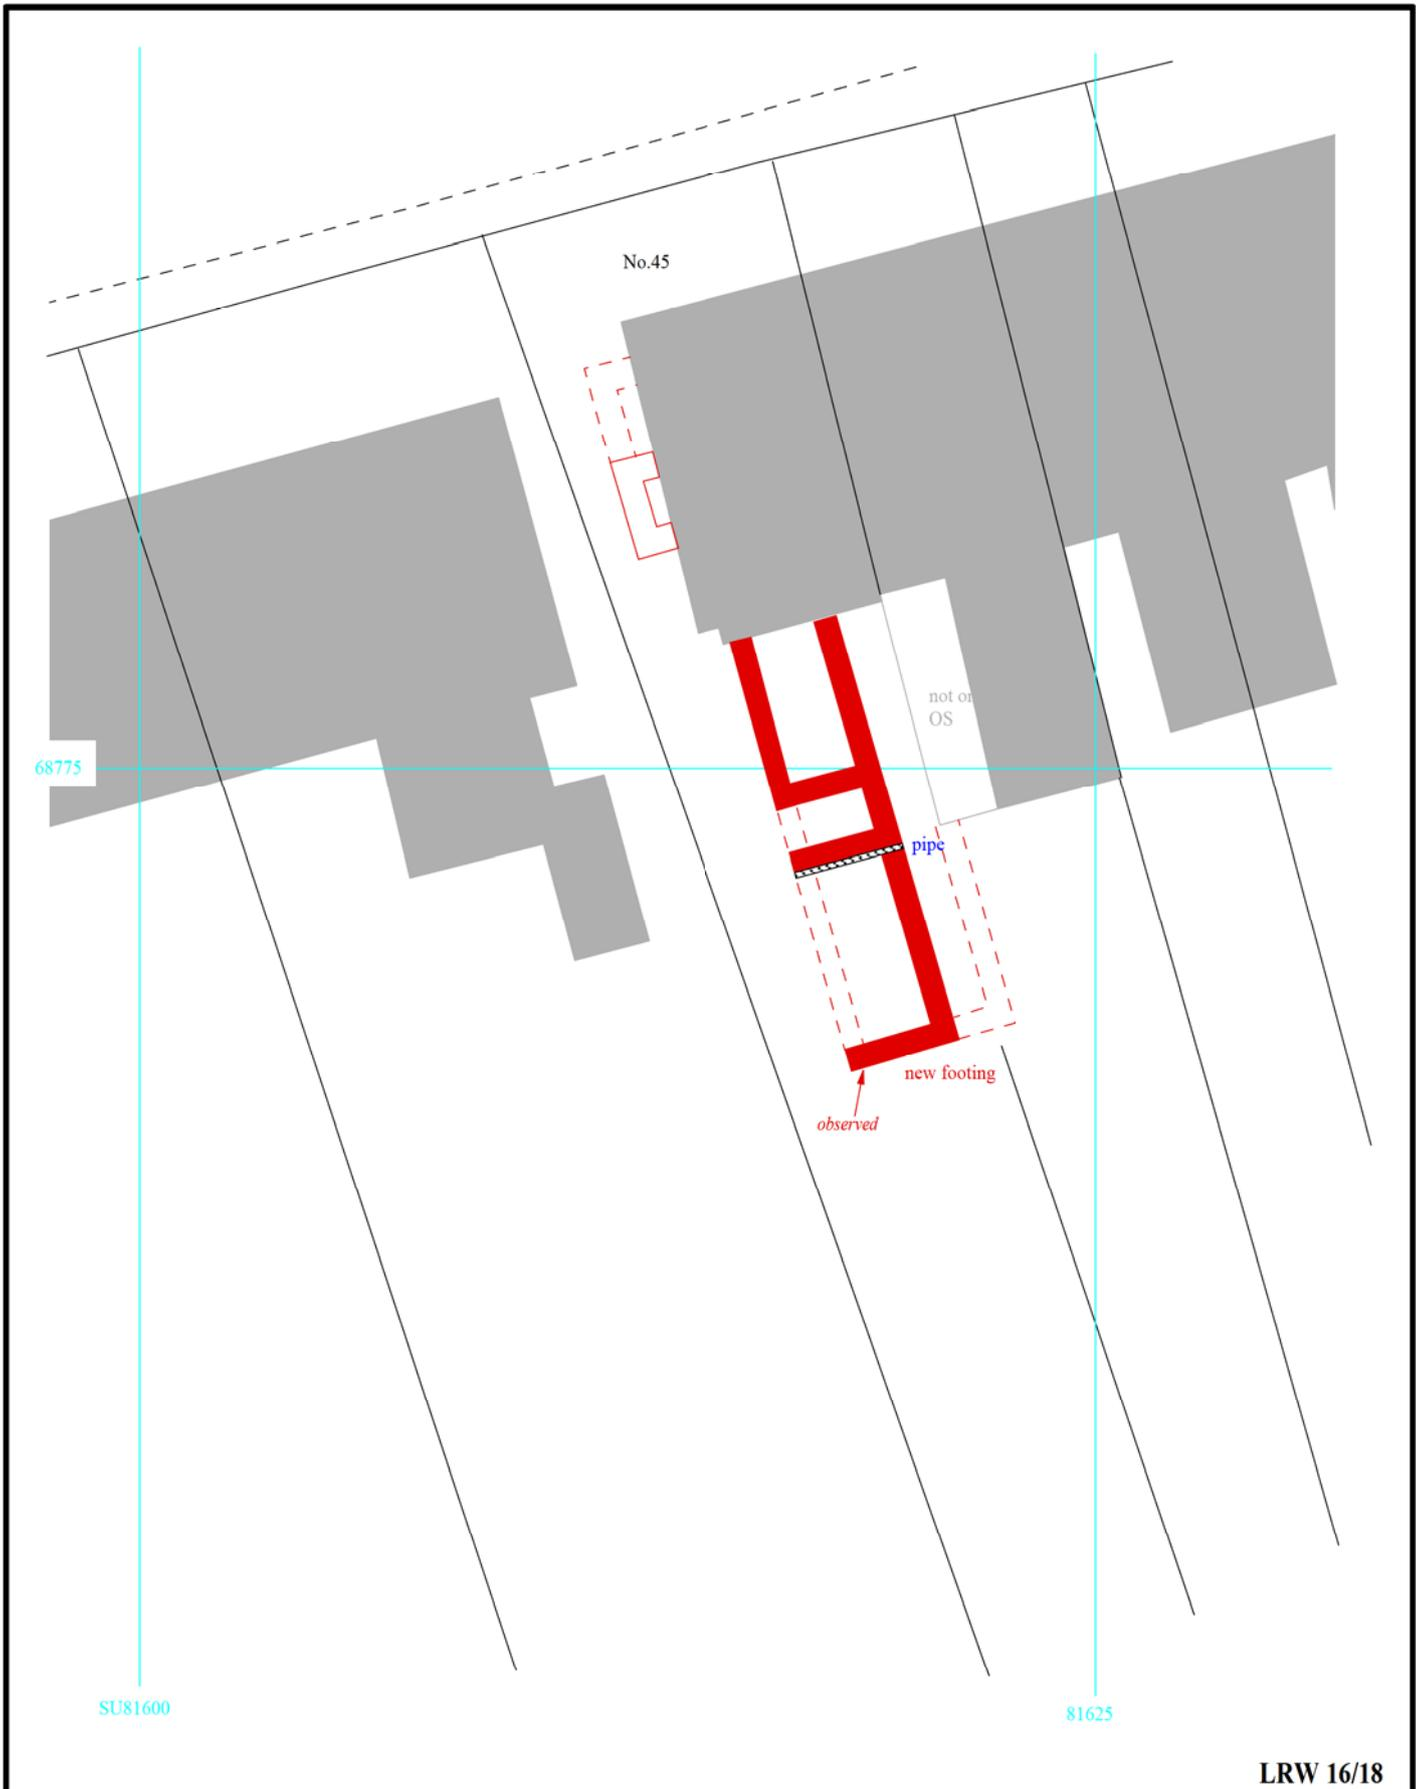 No.45
not or
OS
68775
pipe
new footing
observed
SU81600
81625
LRW 16/18